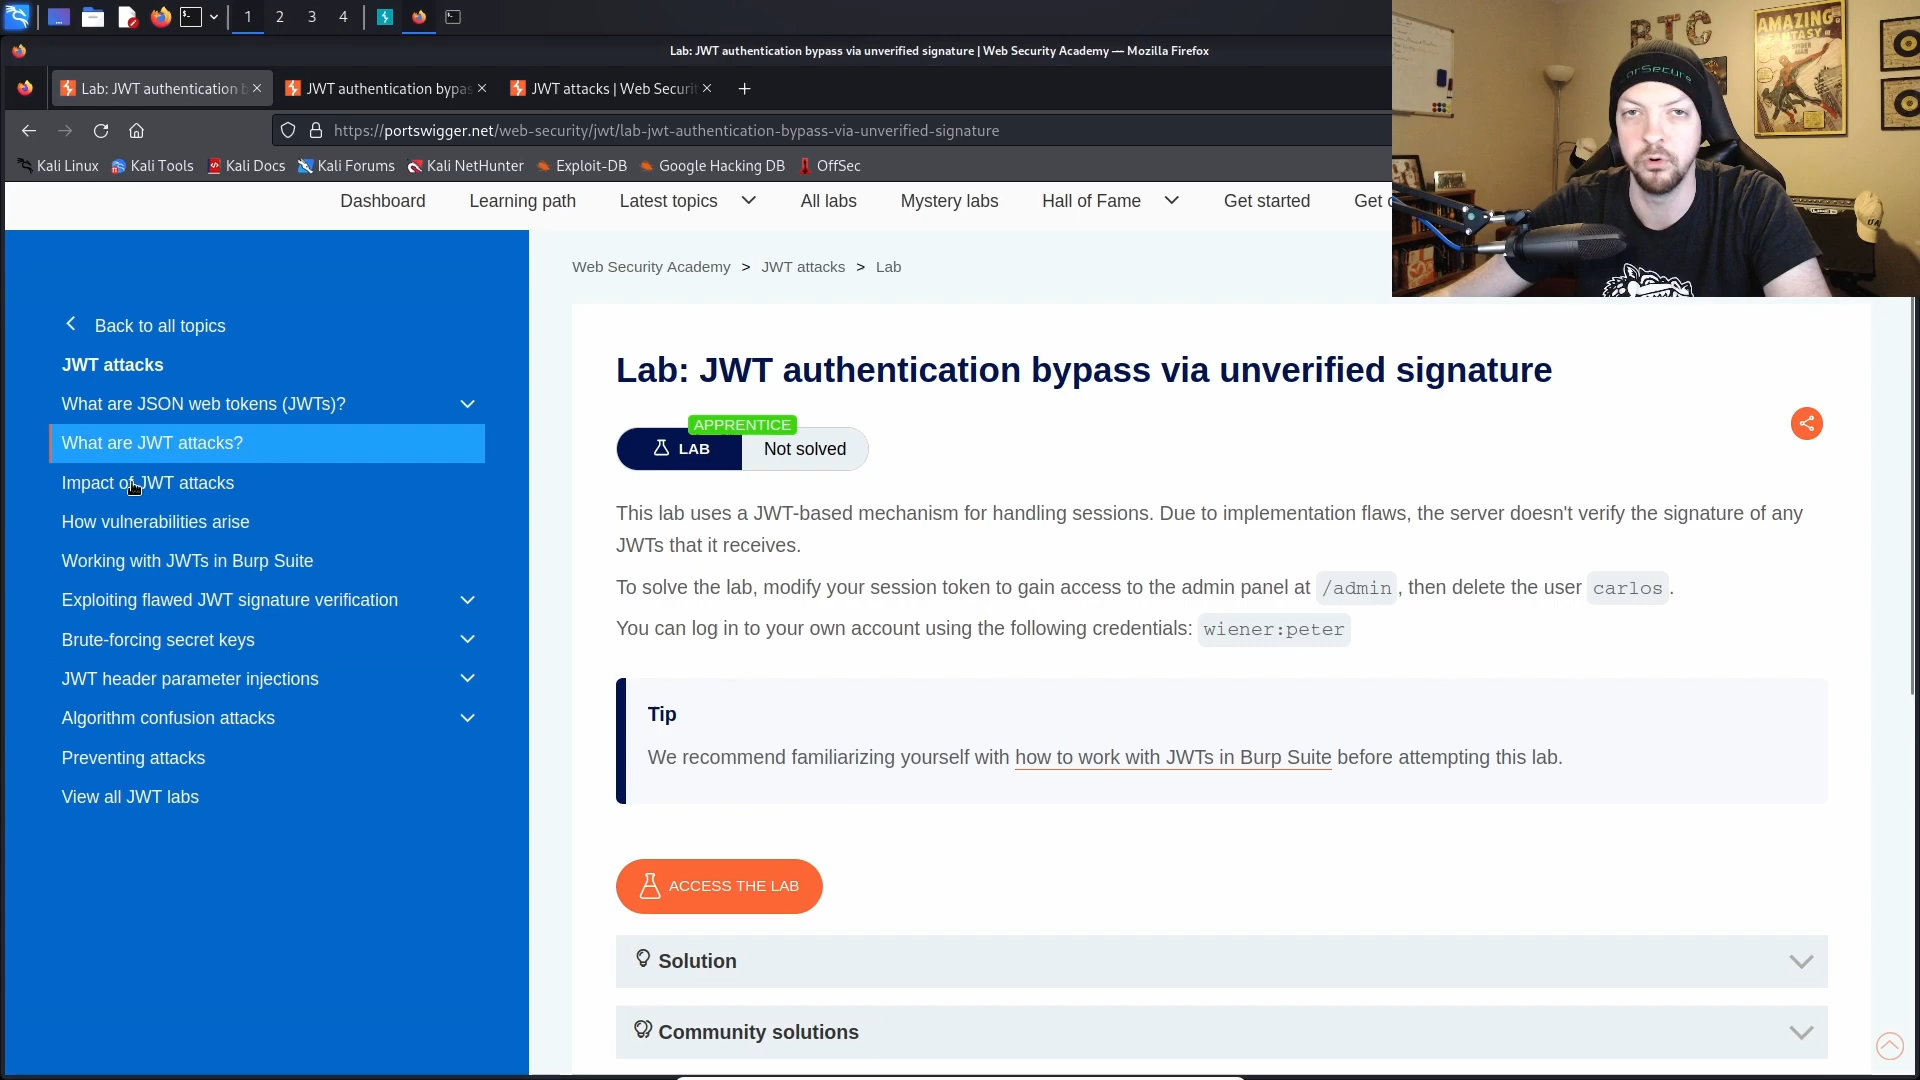 1 2 3 4
Lab: JWT authentication bypass via unverified signature | Web Security Academy — Mozilla Firefox
Lab: JWT authentication b
JWT authentication bypas
JWT attacks | Web Securit
https://portswigger.net/web-security/jwt/lab-jwt-authentication-bypass-via-unverified-signature
Kali Linux Kali Tools Kali Docs Kali Forums Kali NetHunter Exploit-DB Google Hacking DB OffSec
Dashboard Learning path Latest topics All labs Mystery labs Hall of Fame Get started Get c
Back to all topics
JWT attacks
What are JSON web tokens (JWTs)?
What are JWT attacks?
Impact of JWT attacks
How vulnerabilities arise
Working with JWTs in Burp Suite
Exploiting flawed JWT signature verification
Brute-forcing secret keys
JWT header parameter injections
Algorithm confusion attacks
Preventing attacks
View all JWT labs
Web Security Academy > JWT attacks > Lab
Lab: JWT authentication bypass via unverified signature
APPRENTICE
LAB Not solved
This lab uses a JWT-based mechanism for handling sessions. Due to implementation flaws, the server doesn't verify the signature of any
JWTs that it receives.
To solve the lab, modify your session token to gain access to the admin panel at /admin, then delete the user carlos.
You can log in to your own account using the following credentials: wiener:peter
Tip
We recommend familiarizing yourself with how to work with JWTs in Burp Suite before attempting this lab.
ACCESS THE LAB
Solution
Community solutions
BTC
AMAZING
FANTASY